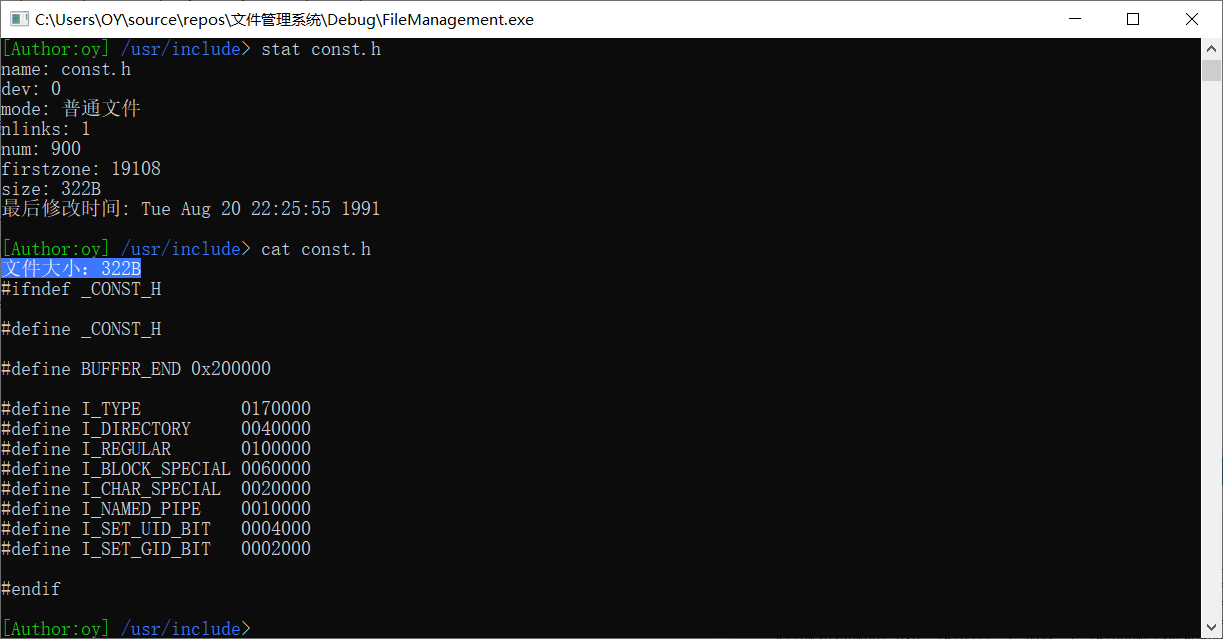 C:\Users\OY\source\repos\文件管理系统\Debug\FileManagement.exe
[Author:oy] /usr/include> stat const.h
name: const.h
dev: 0
mode: 普通文件
nlinks: 1
num: 900
firstzone: 19108
size: 322B
最后修改时间: Tue Aug 20 22:25:55 1991
[Author:oy] /usr/include> cat const.h
文件大小：322B
#ifndef _CONST_H
#define _CONST_H
#define BUFFER_END 0x200000
#define I_TYPE          0170000
#define I_DIRECTORY     0040000
#define I_REGULAR       0100000
#define I_BLOCK_SPECIAL 0060000
#define I_CHAR_SPECIAL  0020000
#define I_NAMED_PIPE    0010000
#define I_SET_UID_BIT   0004000
#define I_SET_GID_BIT   0002000
#endif
[Author:oy] /usr/include>